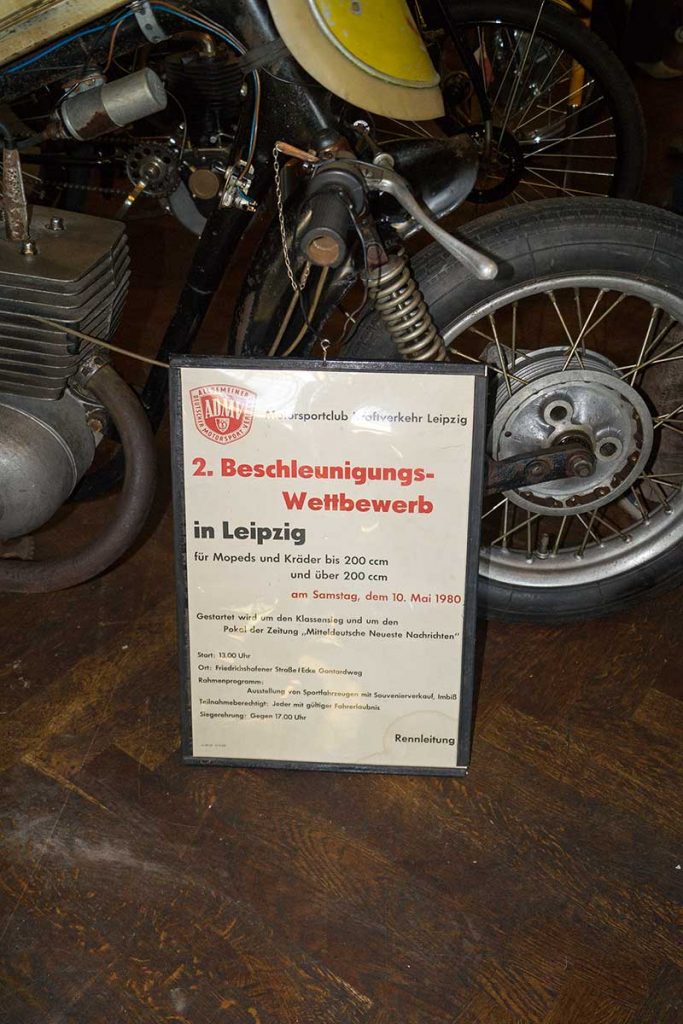 ALLGEMEINER
DEUTSCHER MOTORSPORT VERBAND
ADMV
Motorsportclub Kraftverkehr Leipzig
2. Beschleunigungs-
Wettbewerb
in Leipzig
für Mopeds und Kräder bis 200 ccm
und über 200 ccm
am Samstag, dem 10. Mai 1980
Gestartet wird um den Klassensieg und um den
Pokal der Zeitung „Mitteldeutsche Neueste Nachrichten"
Start: 13.00 Uhr
Ort: Friedrichshafener Straße / Ecke Gontardweg
Rahmenprogramm:
Ausstellung von Sportfahrzeugen mit Souvenierverkauf, Imbiß
Teilnahmeberechtigt: Jeder mit gültiger Fahrerlaubnis
Siegerehrung: Gegen 17.00 Uhr
Rennleitung